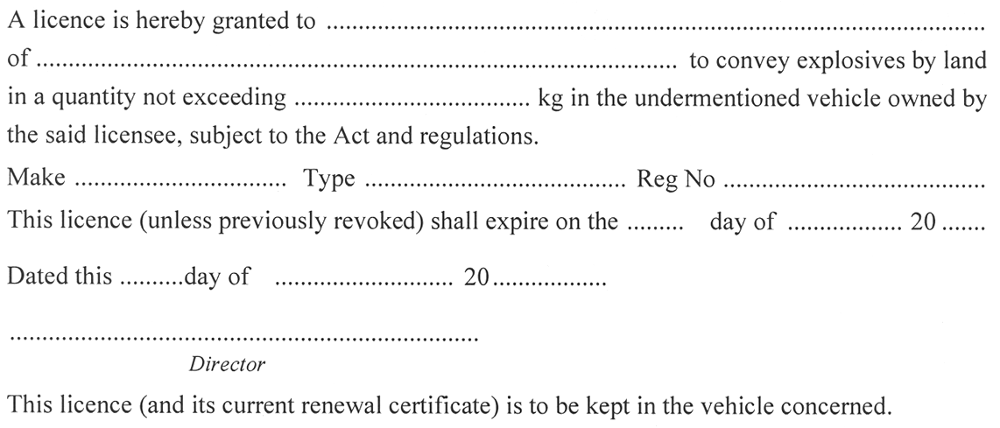 A licence is hereby granted to ..........................................................................................................
of ..................................................................................................... to convey explosives by land
in a quantity not exceeding .................................... kg in the undermentioned vehicle owned by
the said licensee, subject to the Act and regulations.
Make ................................. Type ........................................ Reg No .........................................
This licence (unless previously revoked) shall expire on the ......... day of .................. 20 .......
Dated this ..........day of ............................ 20..................
..........................................................................
Director
This licence (and its current renewal certificate) is to be kept in the vehicle concerned.